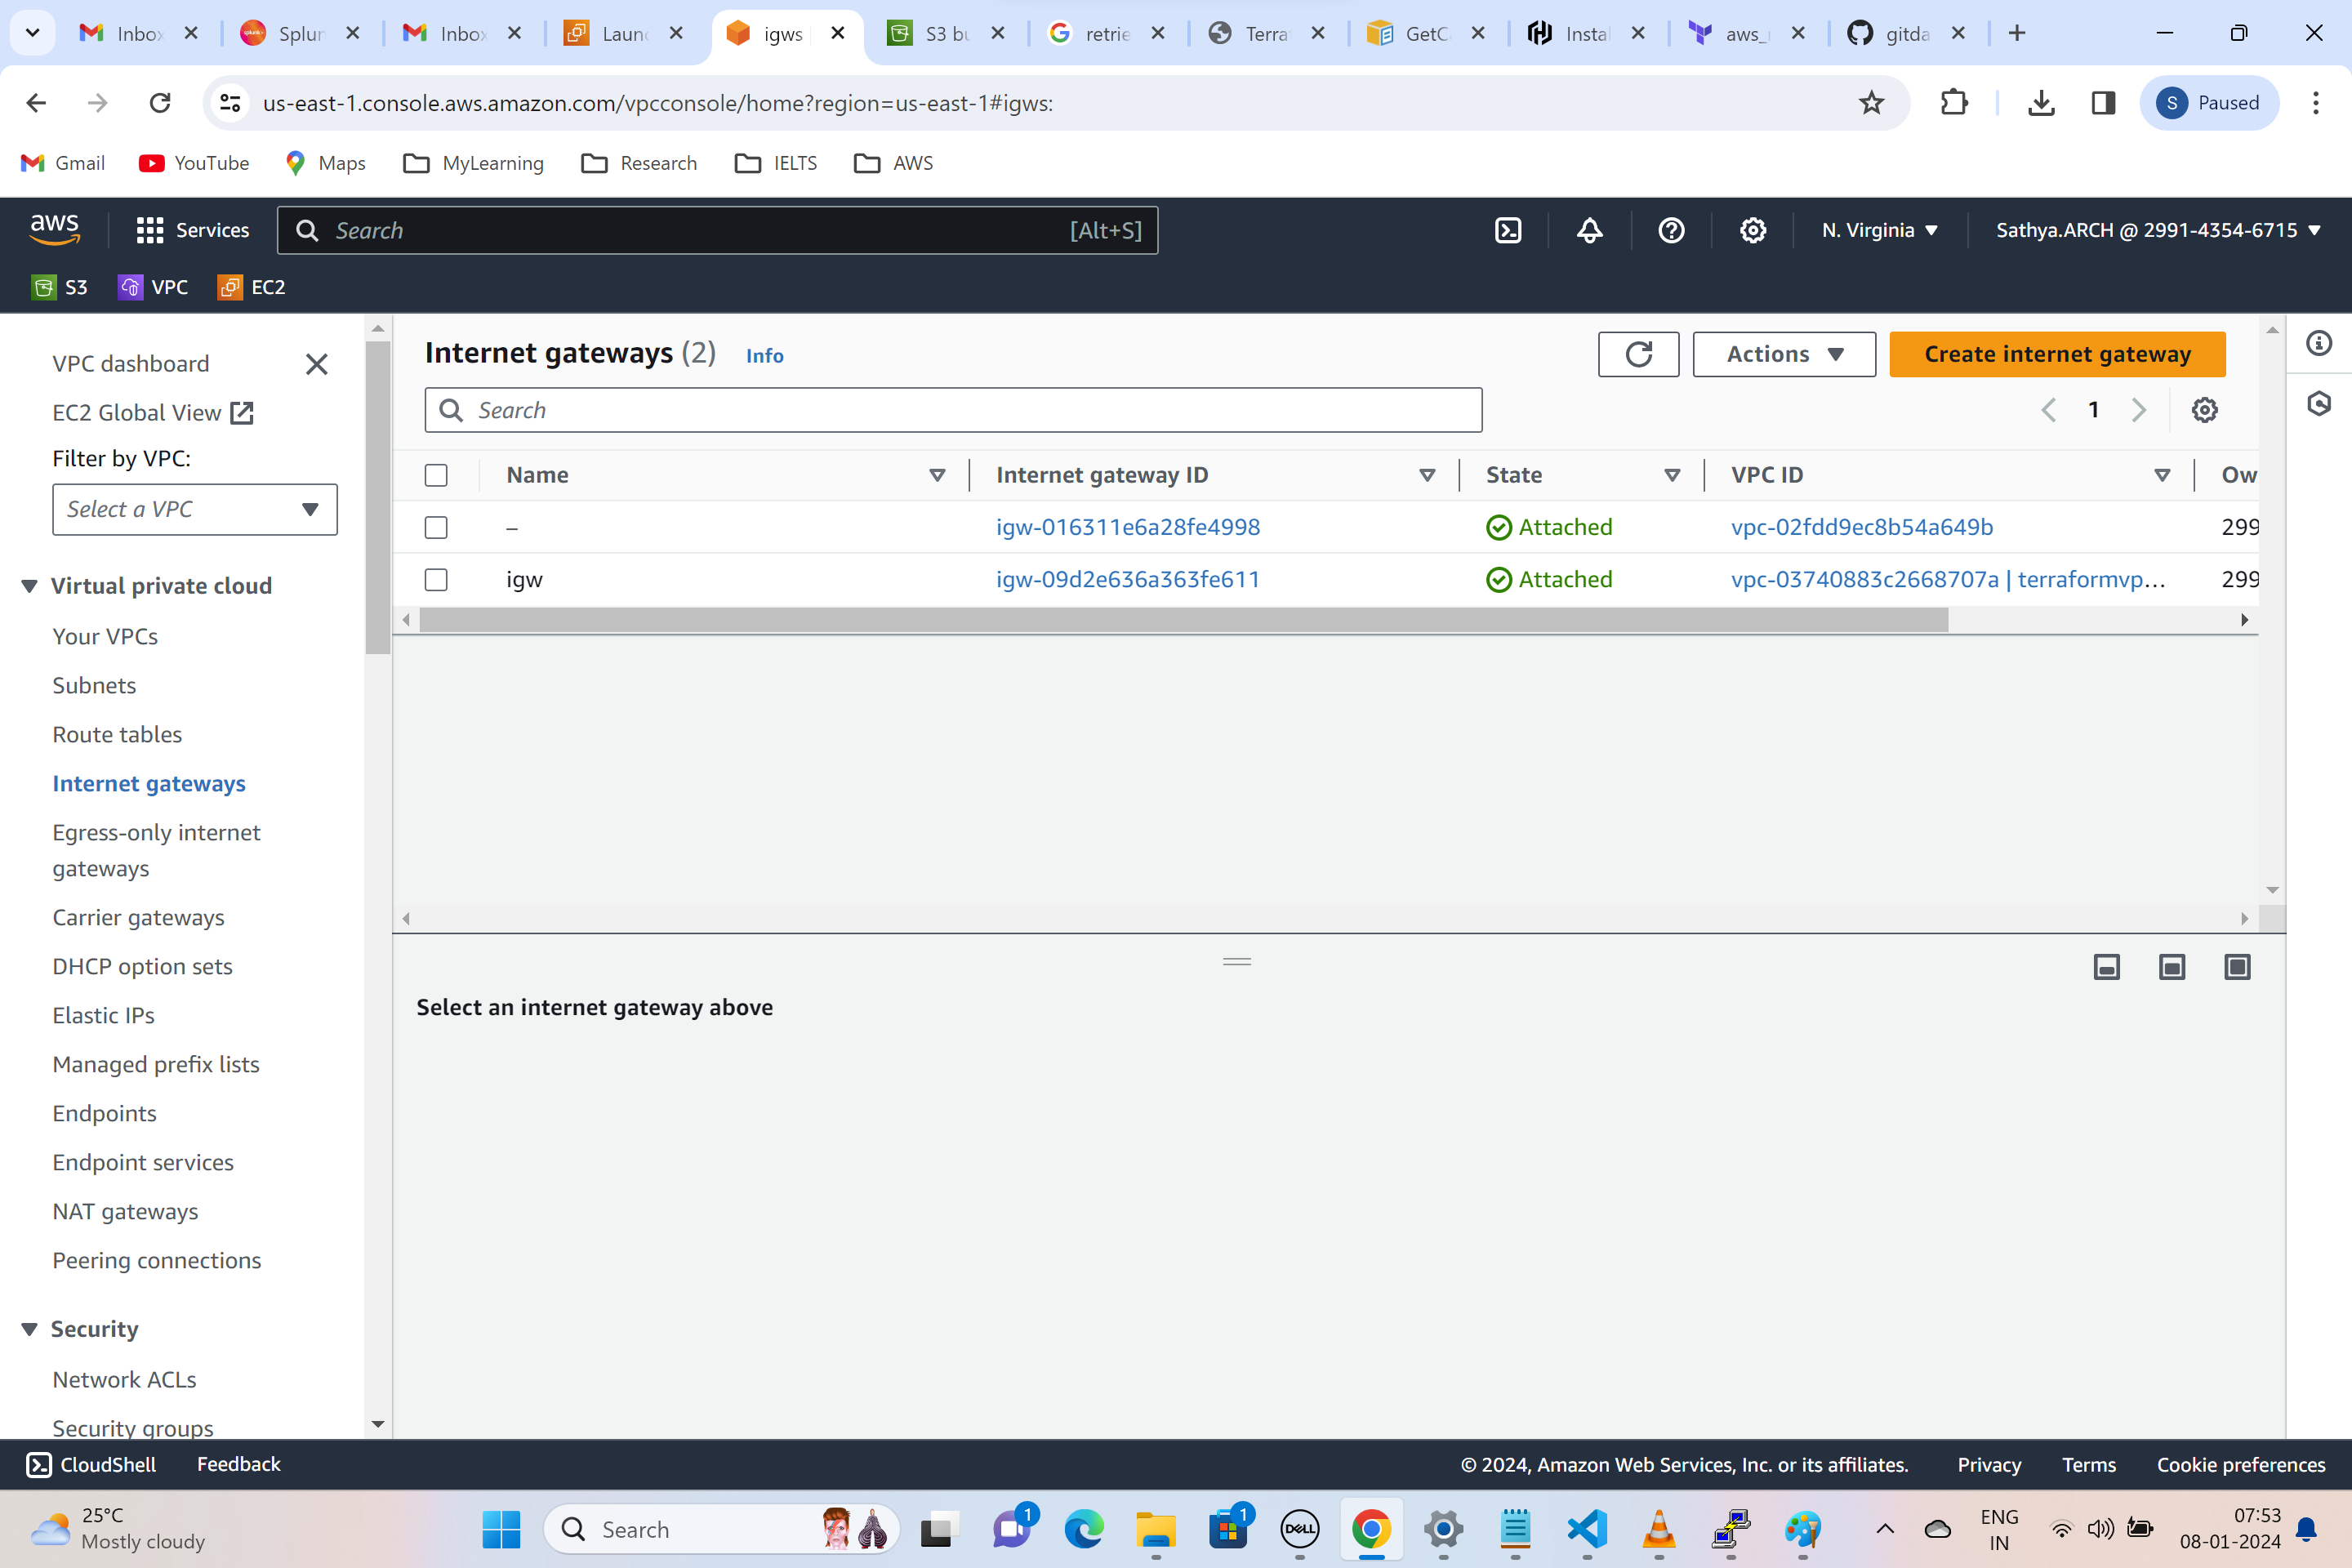 Inbox
Splun
Inbox
Launc
igws
S3 bu
retrie
Terra
GetC
Instal
aws_
gitda
us-east-1.console.aws.amazon.com/vpcconsole/home?region=us-east-1#igws:
S Paused
Gmail YouTube Maps MyLearning Research IELTS AWS
aws Services Search [Alt+S] N. Virginia Sathya.ARCH @ 2991-4354-6715
S3 VPC EC2
VPC dashboard
EC2 Global View
Filter by VPC:
Select a VPC
Virtual private cloud
Your VPCs
Subnets
Route tables
Internet gateways
Egress-only internet
gateways
Carrier gateways
DHCP option sets
Elastic IPs
Managed prefix lists
Endpoints
Endpoint services
NAT gateways
Peering connections
Security
Network ACLs
Security groups
Internet gateways (2) Info
Actions Create internet gateway
Search
1
Name Internet gateway ID State VPC ID Ow
– igw-016311e6a28fe4998 Attached vpc-02fdd9ec8b54a649b 299
igw igw-09d2e636a363fe611 Attached vpc-03740883c2668707a | terraformvp... 299
Select an internet gateway above
CloudShell Feedback © 2024, Amazon Web Services, Inc. or its affiliates. Privacy Terms Cookie preferences
25°C
Mostly cloudy
Search
1
1
DELL
ENG
IN
07:53
08-01-2024